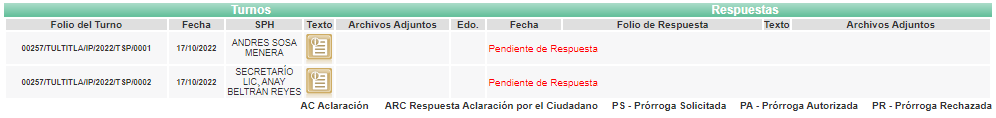 Turnos Respuestas
Folio del Turno Fecha SPH Texto Archivos Adjuntos Edo. Fecha Folio de Respuesta Texto Archivos Adjuntos
00257/TULTITLA/IP/2022/TSP/0001 17/10/2022 ANDRES SOSA
MENERA
Pendiente de Respuesta
00257/TULTITLA/IP/2022/TSP/0002 17/10/2022 SECRETARÍO
LIC, ANAY
BELTRÁN REYES
Pendiente de Respuesta
AC Aclaración ARC Respuesta Aclaración por el Ciudadano PS - Prórroga Solicitada PA - Prórroga Autorizada PR - Prórroga Rechazada